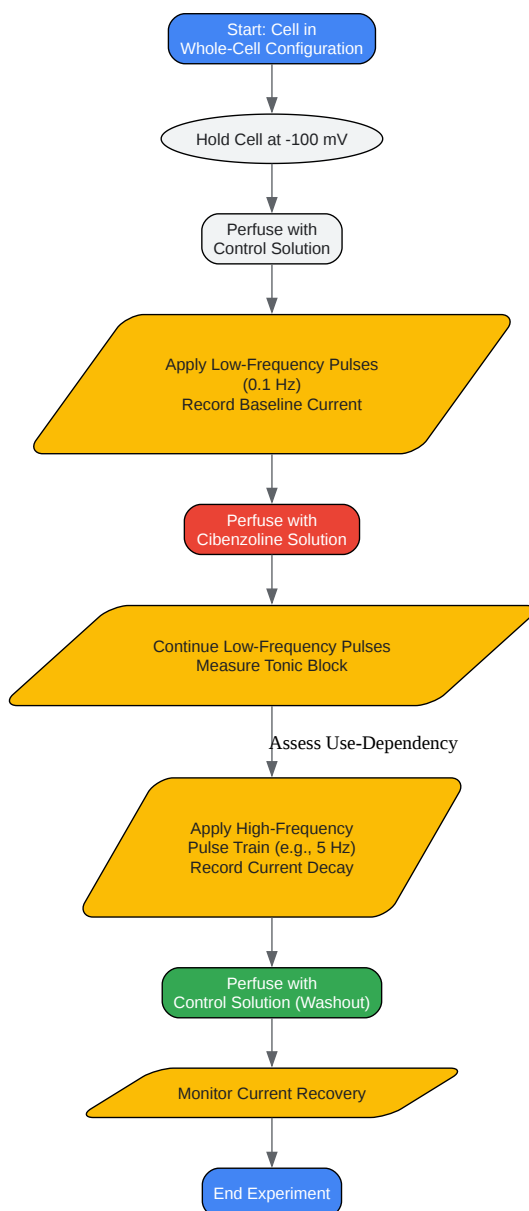 Start: Cell in
Whole-Cell Configuration
Hold Cell at -100 mV
Perfuse with
Control Solution
Apply Low-Frequency Pulses
(0.1 Hz)
Record Baseline Current
Perfuse with
Cibenzoline Solution
Continue Low-Frequency Pulses
Measure Tonic Block
Assess Use-Dependency
Apply High-Frequency
Pulse Train (e.g., 5 Hz)
Record Current Decay
Perfuse with
Control Solution (Washout)
Monitor Current Recovery
End Experiment